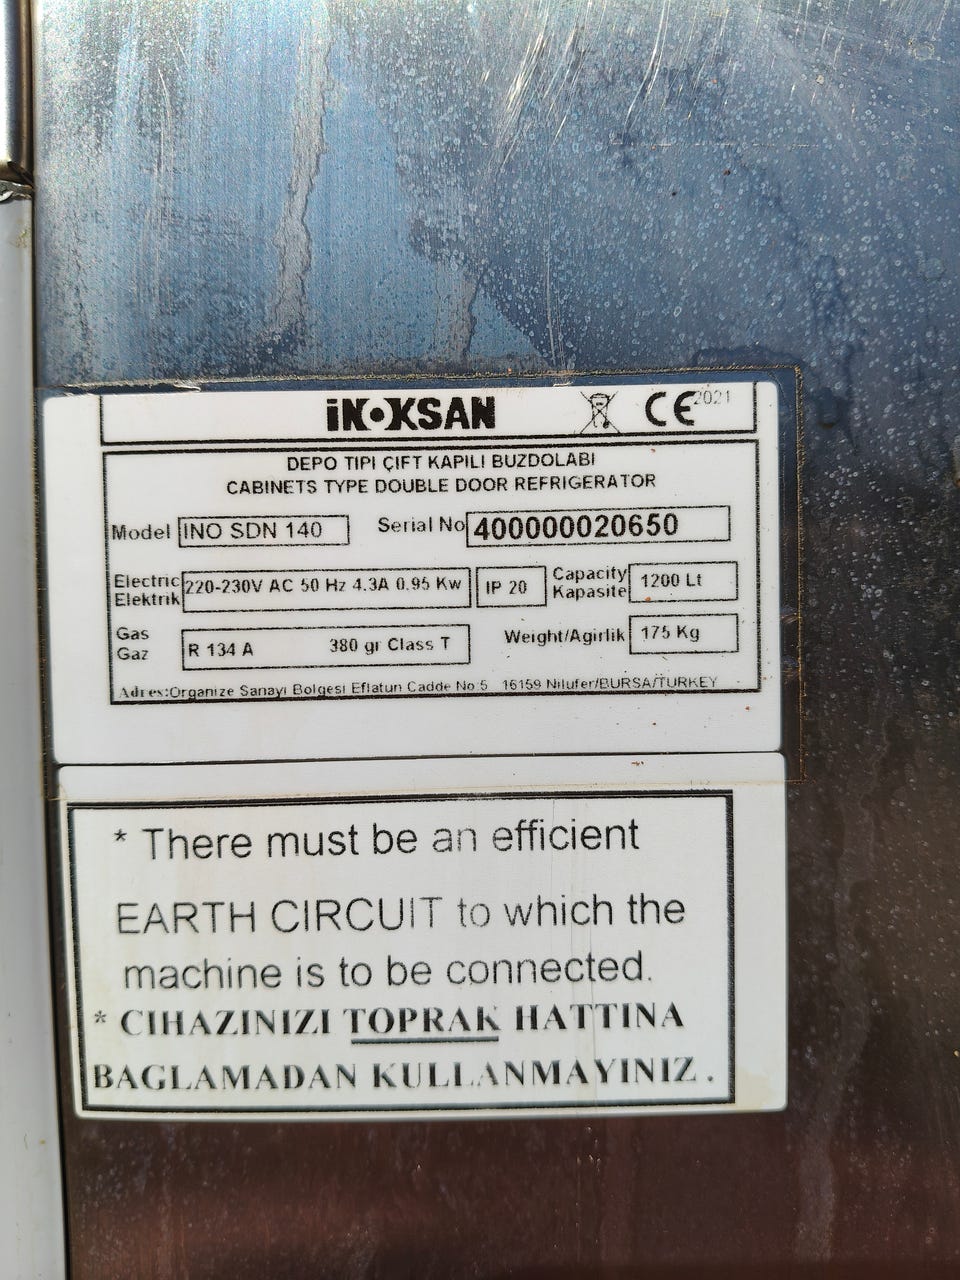 iNOKSAN
CE 2021
DEPO TIPI ÇIFT KAPILI BUZDOLABI
CABINETS TYPE DOUBLE DOOR REFRIGERATOR
Model INO SDN 140 Serial No 400000020650
Electric
Elektrik 220-230V AC 50 Hz 4.3A 0.95 Kw IP 20 Capacity
Kapasite 1200 Lt
Gas
Gaz R 134 A 380 gr Class T Weight/Agirlik 175 Kg
Adres:Organize Sanayı Bolgesi Eflatun Cadde No:5 16159 Nilufer/BURSA/TURKEY
* There must be an efficient
EARTH CIRCUIT to which the
machine is to be connected.
* CIHAZINIZI TOPRAK HATTINA
BAGLAMADAN KULLANMAYINIZ .